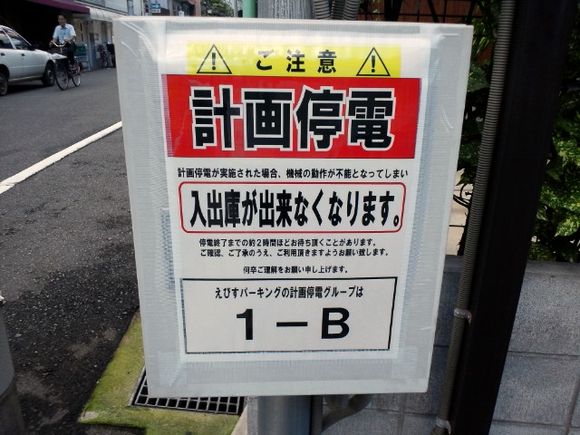 ご注意
計画停電
計画停電が実施された場合、機械の動作が不能となってしまい
入出庫が出来なくなります。
停電終了までの約2時間ほどお待ち頂くことがあります。
ご確認、ご了承のうえ、ご利用頂きますようお願い致します。
何卒ご理解をお願い申し上げます。
えびすパーキングの計画停電グループは
1－B